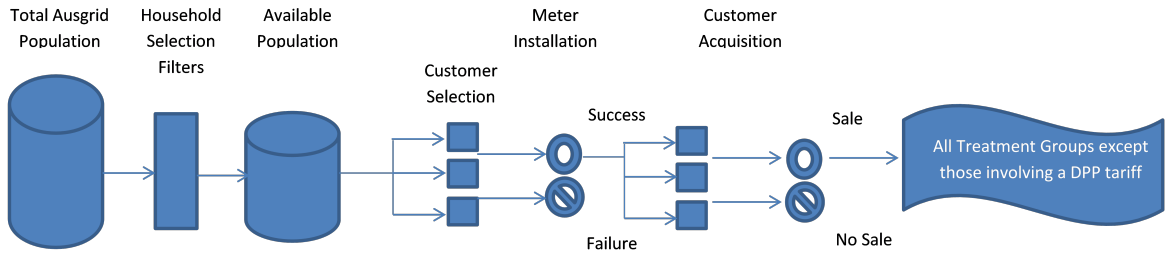 Total Ausgrid
Population
Household
Selection
Filters
Available
Population
Customer
Selection
Meter
Installation
Success
Failure
Customer
Acquisition
Sale
No Sale
All Treatment Groups except
those involving a DPP tariff